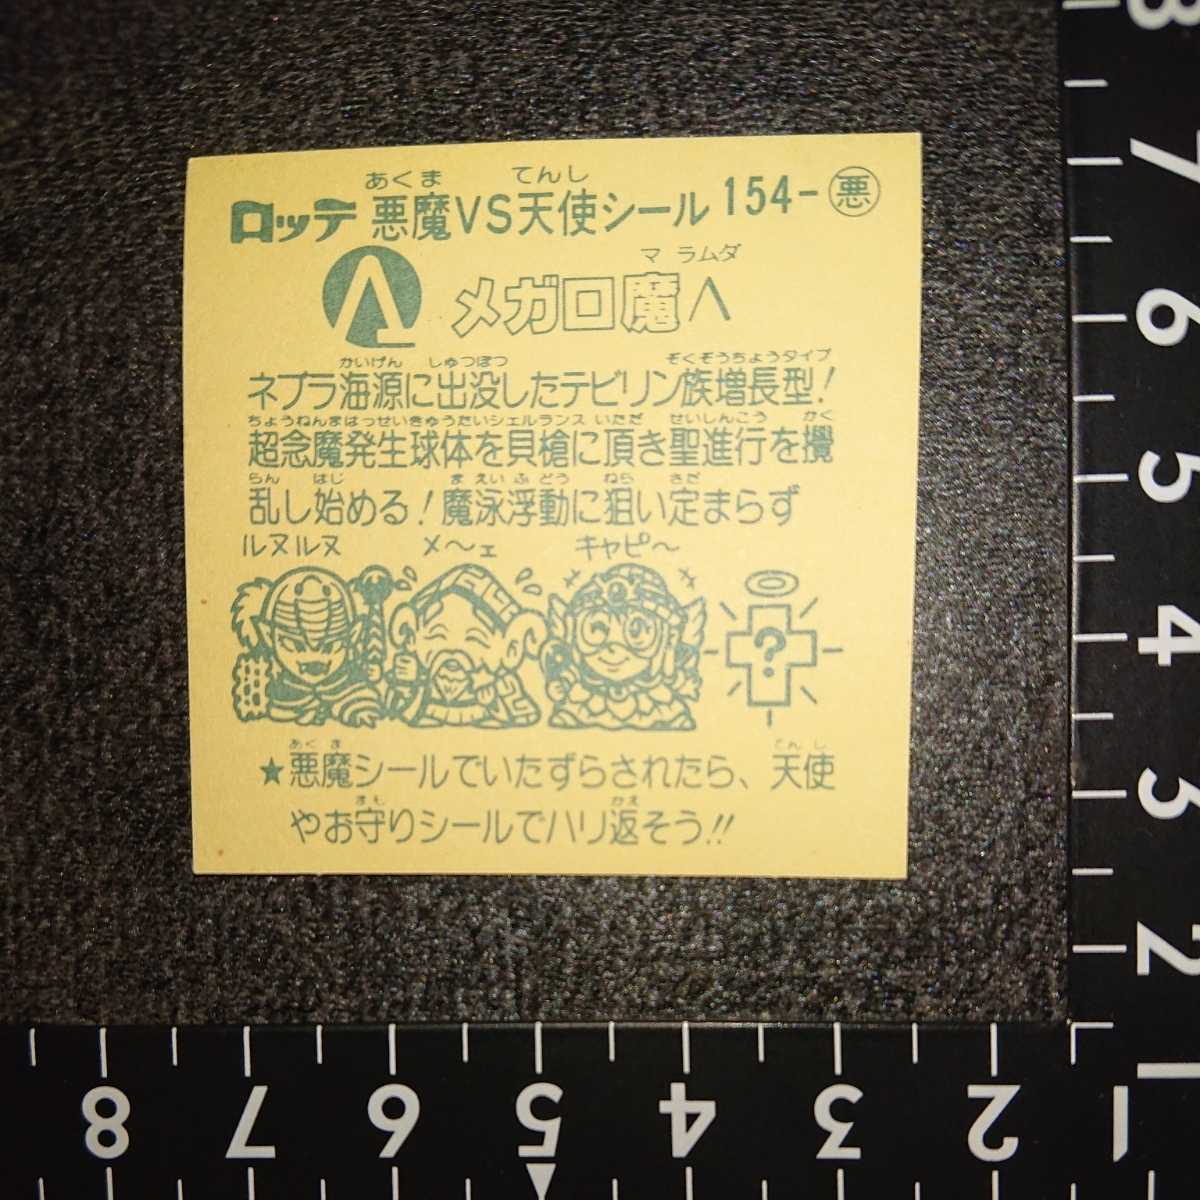 あくま てんし
ロッテ 悪魔VS天使シール 154-悪
マ ラムダ
メガロ魔Λ
かいげん しゅつぼつ ぞくぞうちょうタイプ
ネブラ海源に出没したデビリン族増長型!
ちょうねんまはっせいきゅうたいシェルランス いただ せいしんこう かく
超念魔発生球体を貝槍に頂き聖進行を攪
らん はじ まえいふどう ねら さだ
乱し始める!魔泳浮動に狙い定まらず
ルヌルヌ メ〜ェ キャピ〜
?
あくま てんし
★悪魔シールでいたずらされたら、天使
まも かえ
やお守りシールでハリ返そう!!
8
7
6
5
4
3
2
1
8 7 6 5 4 3 2 1